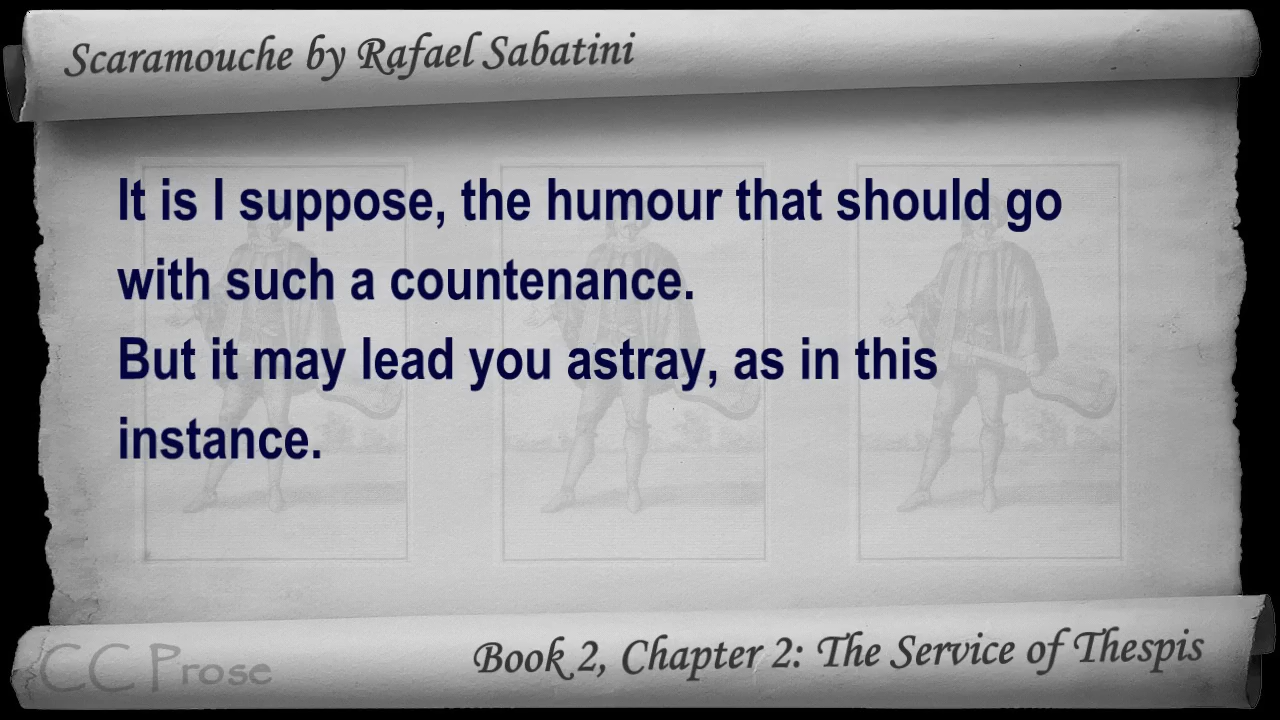 Scaramouche by Rafael Sabatini
It is I suppose, the humour that should go
with such a countenance.
But it may lead you astray, as in this
instance.
CC Prose
Book 2, Chapter 2: The Service of Thespis